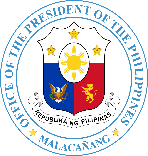 OFFICE OF THE PRESIDENT OF THE PHILIPPINES
REPUBLIKA NG PILIPINAS
MALACAÑANG